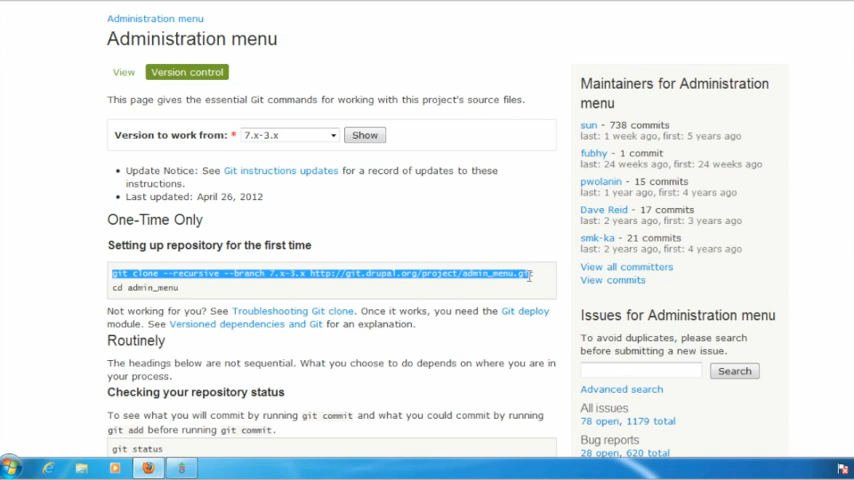 Administration menu
Administration menu
View
Version control
This page gives the essential Git commands for working with this project's source files.
Version to work from: * 7.x-3.x
Show
Update Notice: See Git instructions updates for a record of updates to these
instructions.
Last updated: April 26, 2012
One-Time Only
Setting up repository for the first time
git clone --recursive --branch 7.x-3.x http://git.drupal.org/project/admin_menu.git
cd admin_menu
Not working for you? See Troubleshooting Git clone. Once it works, you need the Git deploy
module. See Versioned dependencies and Git for an explanation.
Routinely
The headings below are not sequential. What you choose to do depends on where you are in
your process.
Checking your repository status
To see what you will commit by running git commit and what you could commit by running
git add before running git commit.
git status
Maintainers for Administration
menu
sun - 738 commits
last: 1 week ago, first: 5 years ago
fubhy - 1 commit
last: 24 weeks ago, first: 24 weeks ago
pwolanin - 15 commits
last: 1 year ago, first: 4 years ago
Dave Reid - 17 commits
last: 2 years ago, first: 3 years ago
smk-ka - 21 commits
last: 2 years ago, first: 4 years ago
View all committers
View commits
Issues for Administration menu
To avoid duplicates, please search
before submitting a new issue.
Search
Advanced search
All issues
78 open, 1179 total
Bug reports
28 open, 620 total